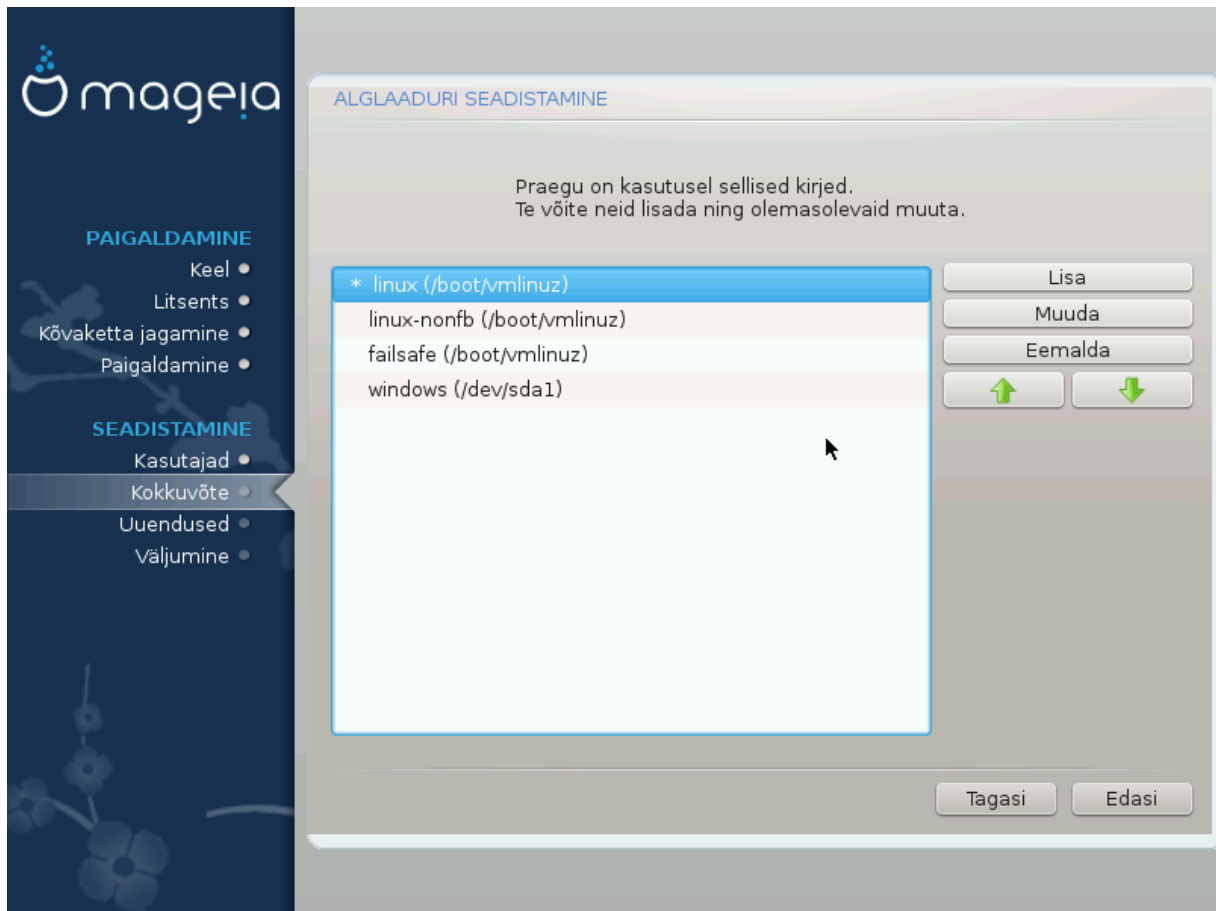 mageia
PAIGALDAMINE
Keel
Litsents
Kõvaketta jagamine
Paigaldamine
SEADISTAMINE
Kasutajad
Kokkuvõte
Uuendused
Väljumine
ALGLAADURI SEADISTAMINE
Praegu on kasutusel sellised kirjed.
Te võite neid lisada ning olemasolevaid muuta.
* linux (/boot/vmlinuz)
linux-nonfb (/boot/vmlinuz)
failsafe (/boot/vmlinuz)
windows (/dev/sda1)
Lisa
Muuda
Eemalda
Tagasi
Edasi